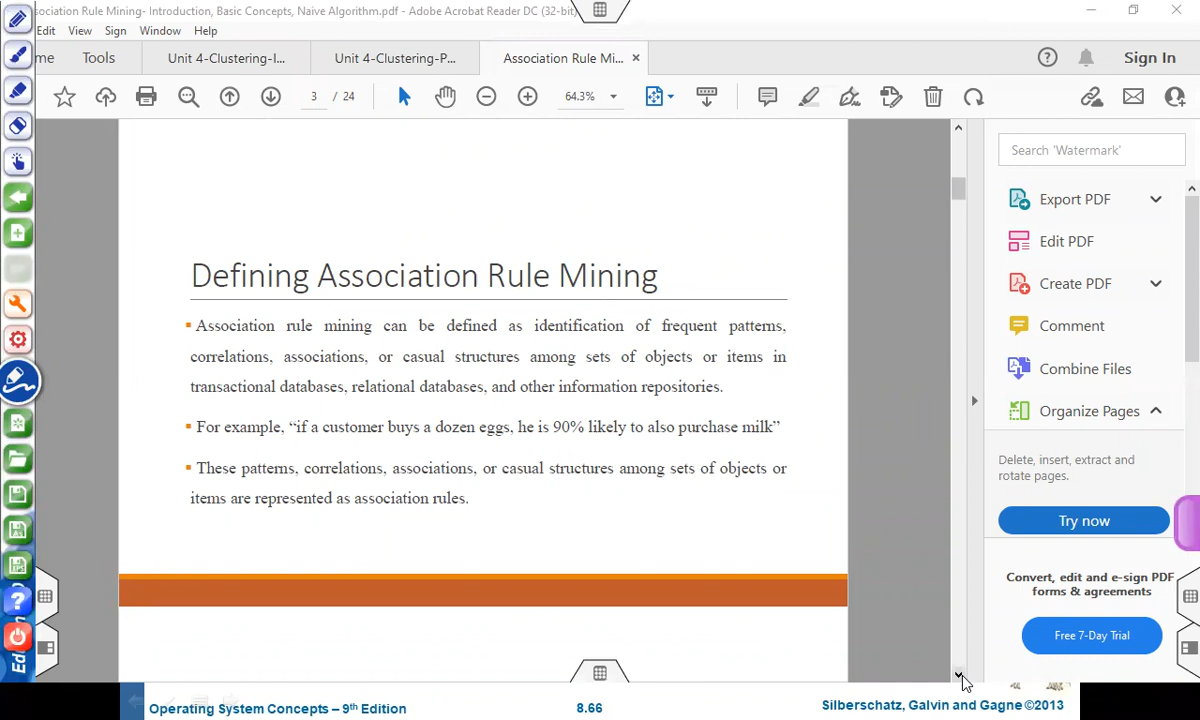 sociation Rule Mining- Introduction, Basic Concepts, Naive Algorithm.pdf - Adobe Acrobat Reader DC (32-bit)
Edit View Sign Window Help
me Tools Unit 4-Clustering-I... Unit 4-Clustering-P... Association Rule Mi... × Sign In
3 / 24 64.3%
Search 'Watermark'
Export PDF
Edit PDF
Create PDF
Comment
Combine Files
Organize Pages
Delete, insert, extract and
rotate pages.
Try now
Convert, edit and e-sign PDF
forms & agreements
Free 7-Day Trial
Defining Association Rule Mining
▪ Association rule mining can be defined as identification of frequent patterns,
correlations, associations, or casual structures among sets of objects or items in
transactional databases, relational databases, and other information repositories.
▪ For example, “if a customer buys a dozen eggs, he is 90% likely to also purchase milk”
▪ These patterns, correlations, associations, or casual structures among sets of objects or
items are represented as association rules.
Operating System Concepts – 9th Edition 8.66 Silberschatz, Galvin and Gagne ©2013